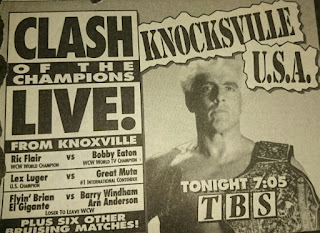 CLASH
OF THE
CHAMPIONS
LIVE!
FROM KNOXVILLE
Ric Flair vs Bobby Eaton
WCW WORLD CHAMPION WCW WORLD TV CHAMPION
Lex Luger vs Great Muta
U.S. CHAMPION #1 INTERNATIONAL CONTENDER
Flyin' Brian vs Barry Windham
El Gigante Arn Anderson
LOSER TO LEAVE WCW
PLUS SIX OTHER
BRUISING MATCHES!
KNOCKSVILLE
U.S.A.
TONIGHT 7:05
TBS